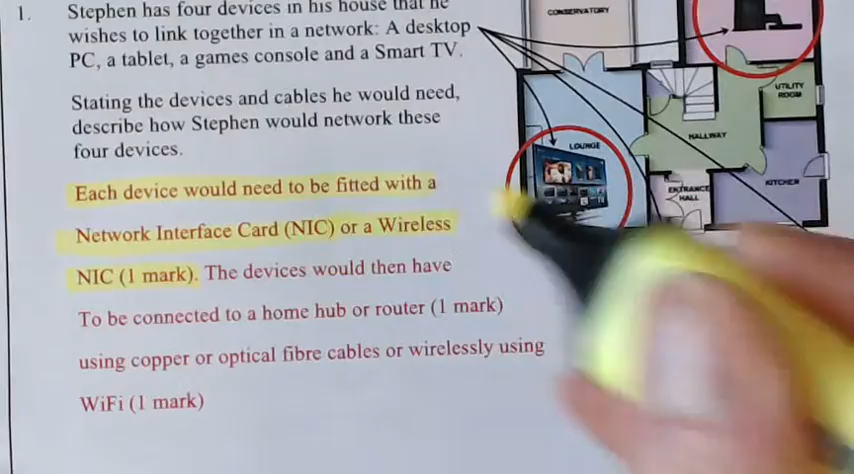 1. Stephen has four devices in his house that he
wishes to link together in a network: A desktop
PC, a tablet, a games console and a Smart TV.
Stating the devices and cables he would need,
describe how Stephen would network these
four devices.
Each device would need to be fitted with a
Network Interface Card (NIC) or a Wireless
NIC (1 mark). The devices would then have
To be connected to a home hub or router (1 mark)
using copper or optical fibre cables or wirelessly using
WiFi (1 mark)
CONSERVATORY
UTILITY
ROOM
HALLWAY
LOUNGE
KITCHEN
ENTRANCE
HALL